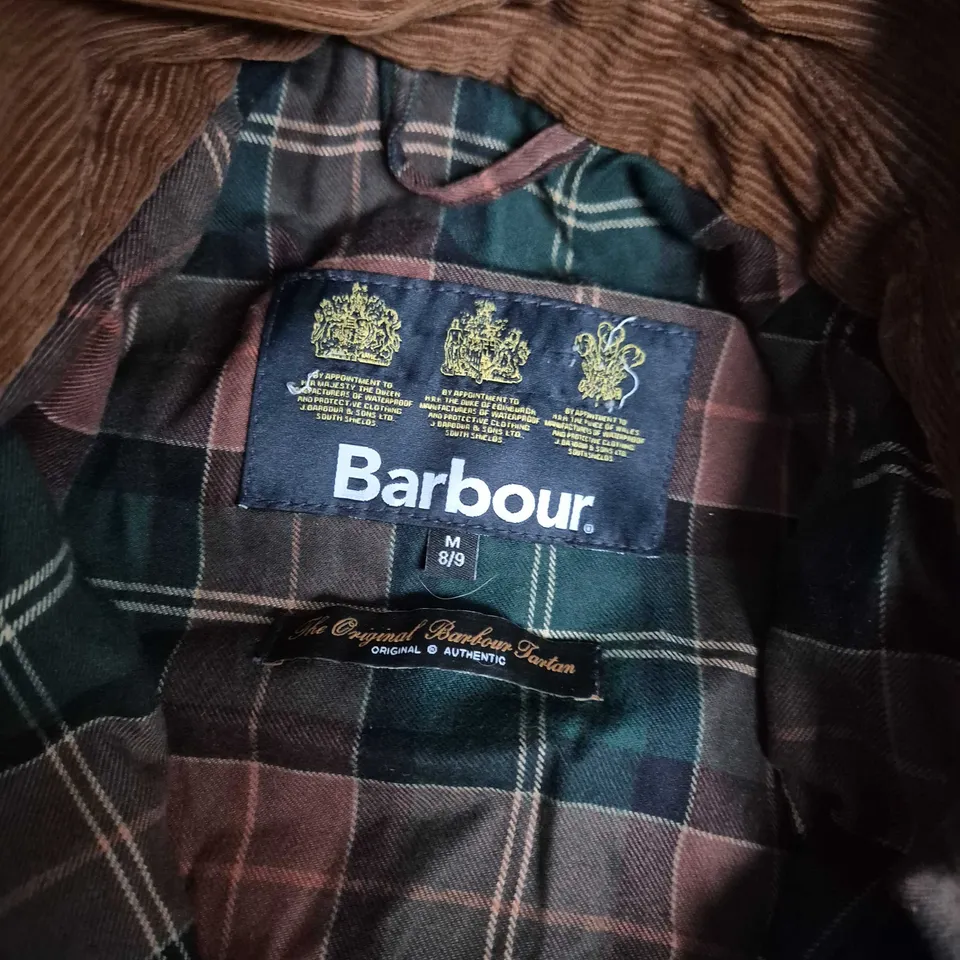 BY APPOINTMENT TO
HER MAJESTY THE QUEEN
MANUFACTURERS OF WATERPROOF
AND PROTECTIVE CLOTHING
J. BARBOUR & SONS LTD.
SOUTH SHIELDS
BY APPOINTMENT TO
H.R.H. THE DUKE OF EDINBURGH
MANUFACTURERS OF WATERPROOF
AND PROTECTIVE CLOTHING
J. BARBOUR & SONS LTD.
SOUTH SHIELDS
BY APPOINTMENT TO
H.R.H. THE PRINCE OF WALES
MANUFACTURERS OF WATERPROOF
AND PROTECTIVE CLOTHING
J. BARBOUR & SONS LTD.
SOUTH SHIELDS
Barbour®
M
8/9
The Original Barbour Tartan
ORIGINAL & AUTHENTIC